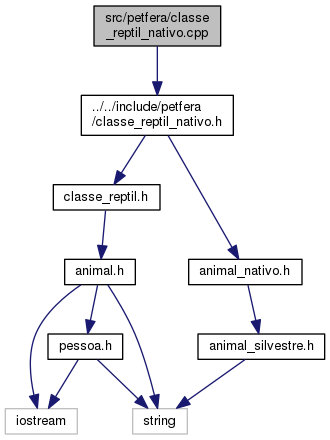 src/petfera/classe
_reptil_nativo.cpp
../../include/petfera
/classe_reptil_nativo.h
classe_reptil.h
animal.h
animal_nativo.h
pessoa.h
animal_silvestre.h
iostream
string